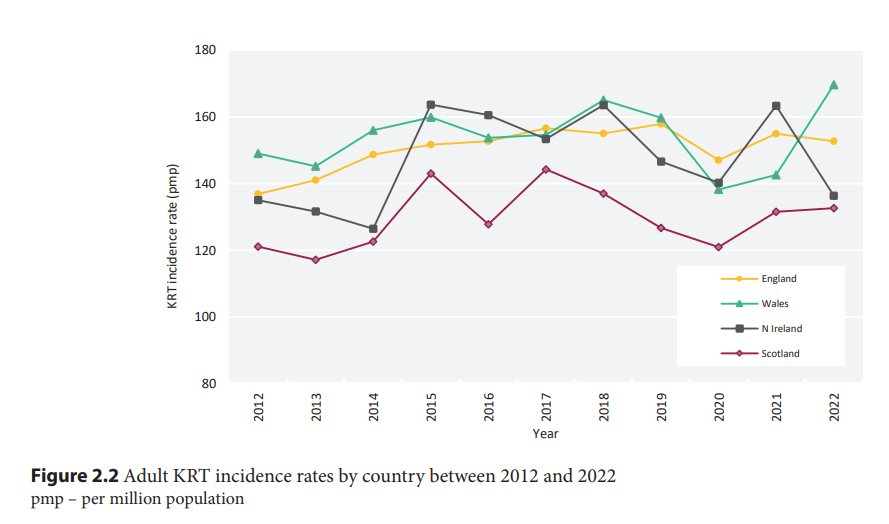 180
160
140
120
100
80
KRT incidence rate (pmp)
England
Wales
N Ireland
Scotland
2012
2013
2014
2015
2016
2017
2018
2019
2020
2021
2022
Year
Figure 2.2 Adult KRT incidence rates by country between 2012 and 2022
pmp – per million population